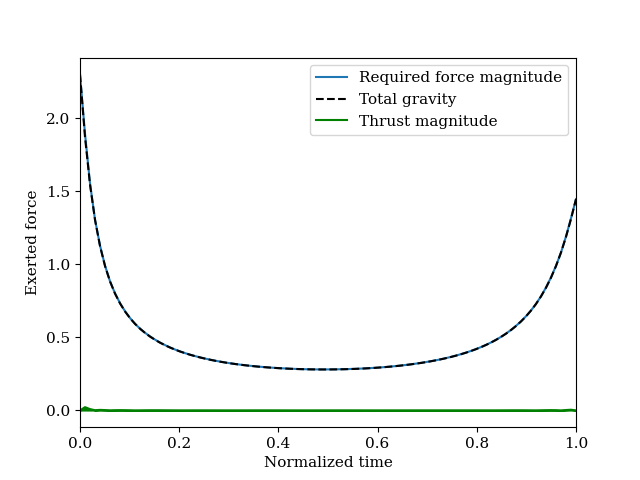 Required force magnitude
Total gravity
Thrust magnitude
2.0
1.5
1.0
0.5
0.0
Exerted force
0.0 0.2 0.4 0.6 0.8 1.0
Normalized time